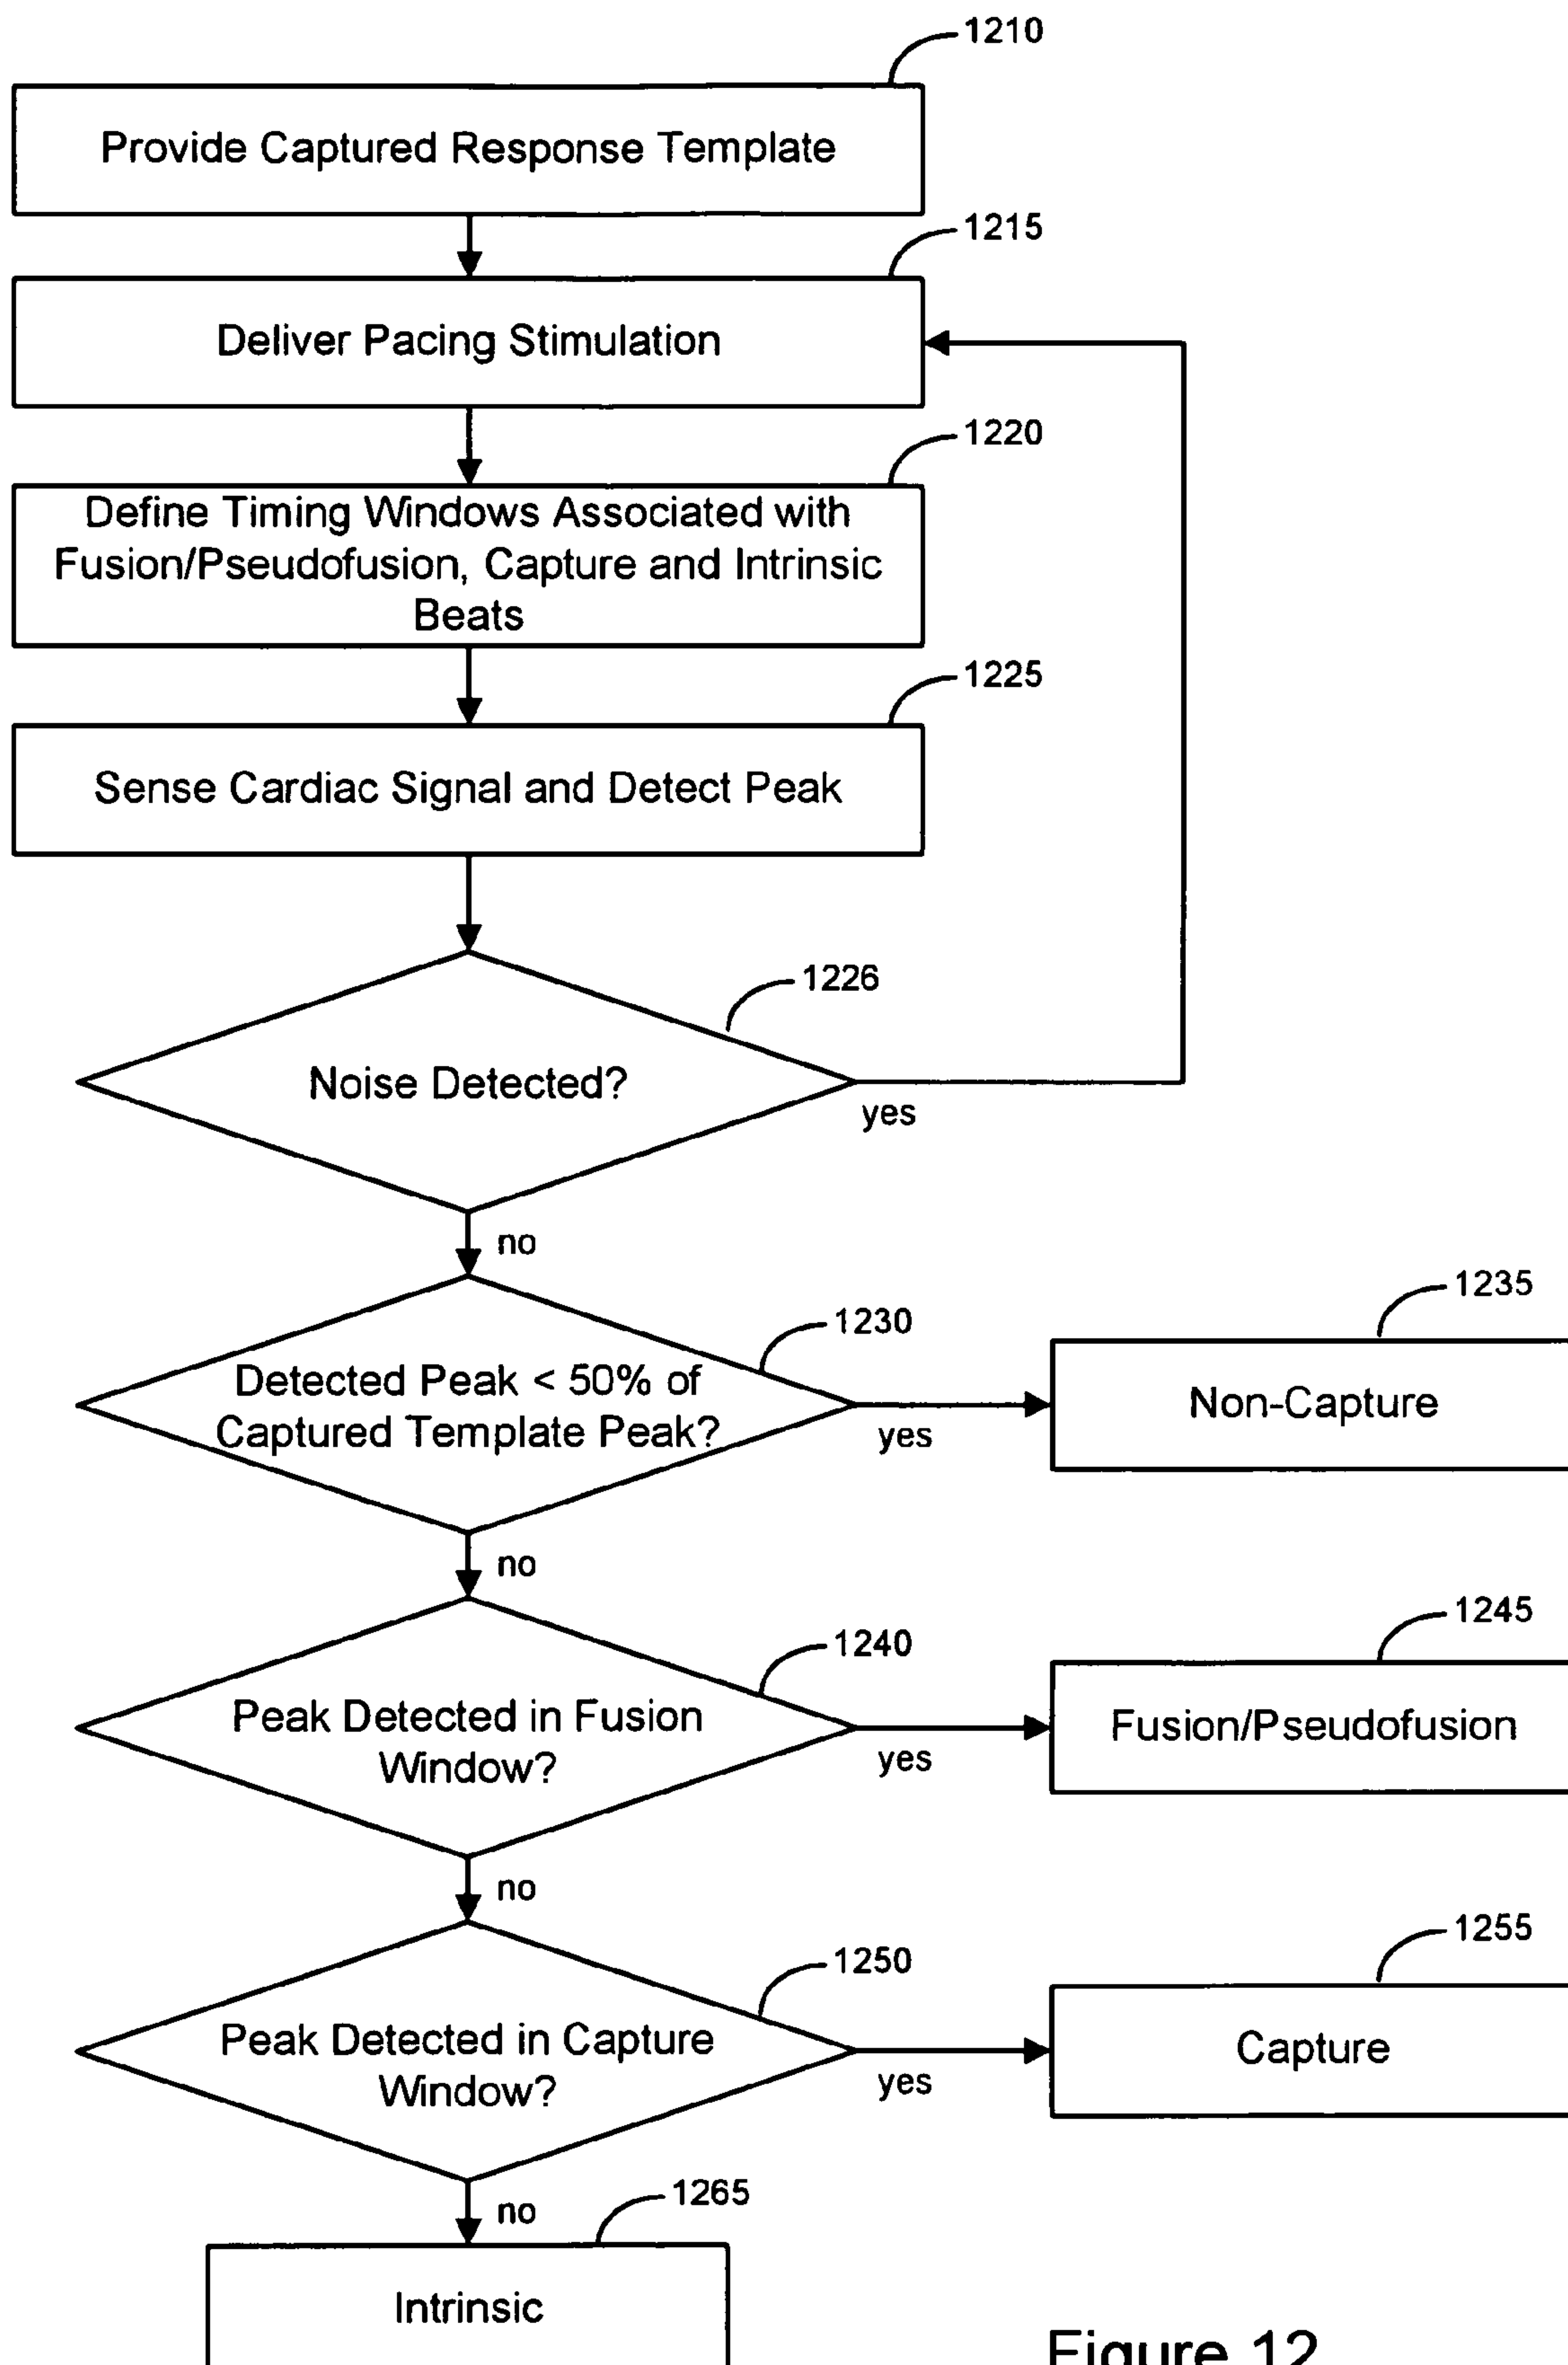 1210
Provide Captured Response Template
1215
Deliver Pacing Stimulation
1220
Define Timing Windows Associated with
Fusion/Pseudofusion, Capture and Intrinsic
Beats
1225
Sense Cardiac Signal and Detect Peak
1226
Noise Detected?
yes
no
1230
Detected Peak < 50% of
Captured Template Peak?
yes
1235
Non-Capture
no
1240
Peak Detected in Fusion
Window?
yes
1245
Fusion/Pseudofusion
no
1250
Peak Detected in Capture
Window?
yes
1255
Capture
no
1265
Intrinsic
Figure 12